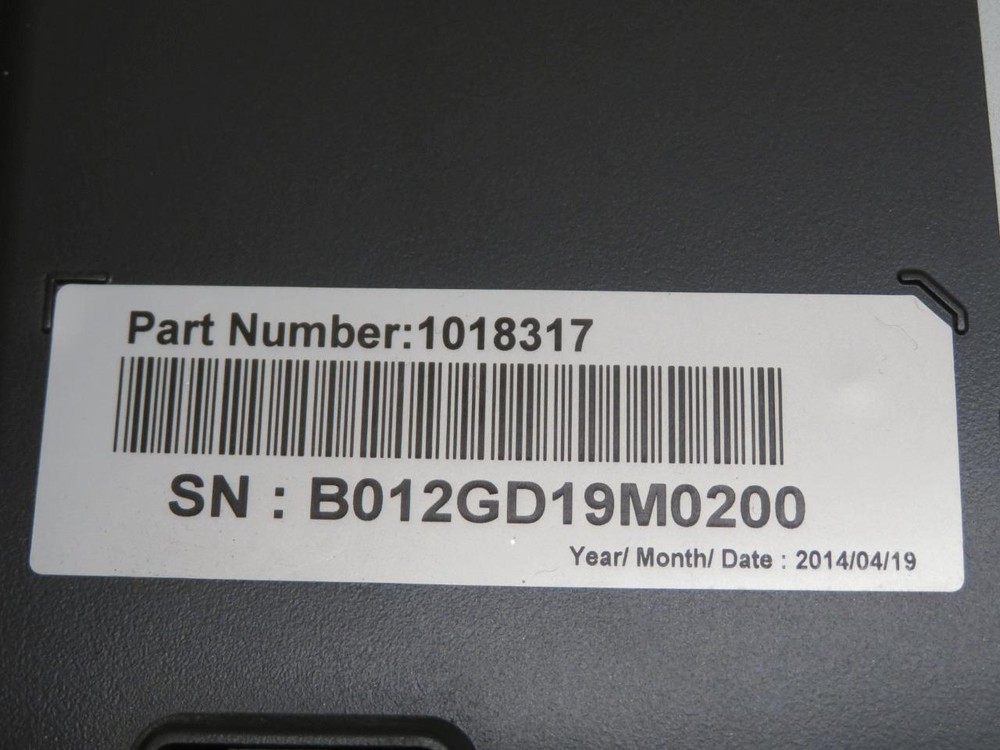 Part Number:1018317
SN : B012GD19M0200
Year/ Month/ Date : 2014/04/19